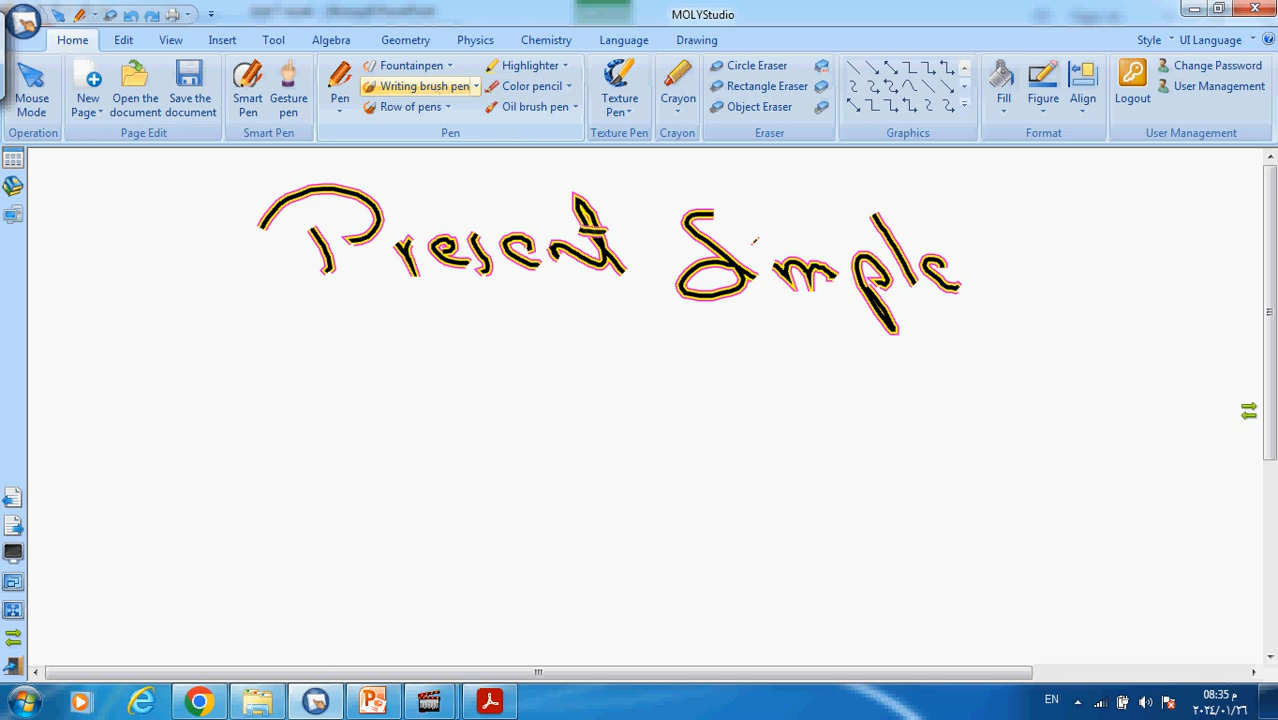 MOLYStudio
Home Edit View Insert Tool Algebra Geometry Physics Chemistry Language Drawing Style UI Language
Mouse Mode
Operation
New Page
Open the document
Save the document
Page Edit
Smart Pen
Gesture pen
Smart Pen
Pen
Fountainpen
Writing brush pen
Row of pens
Highlighter
Color pencil
Oil brush pen
Pen
Texture Pen
Texture Pen
Crayon
Crayon
Circle Eraser
Rectangle Eraser
Object Eraser
Eraser
Graphics
Fill
Figure
Align
Format
Logout
Change Password
User Management
User Management
Present Simple
EN
08:35 م
٢٠٢٤/٠١/٢٦